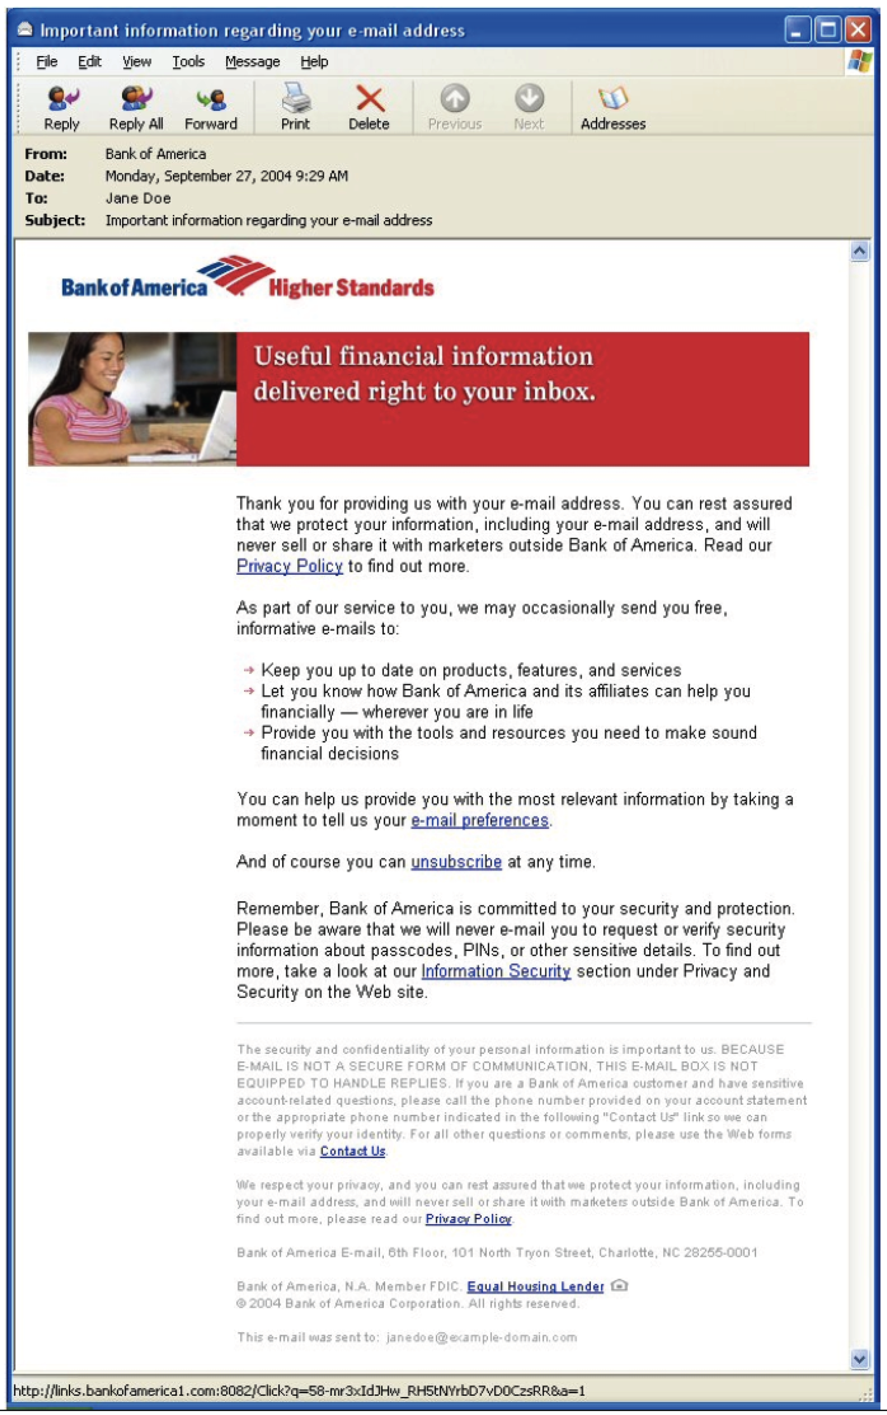 Important information regarding your e-mail address
File Edit View Tools Message Help
Reply Reply All Forward Print Delete Previous Next Addresses
From: Bank of America
Date: Monday, September 27, 2004 9:29 AM
To: Jane Doe
Subject: Important information regarding your e-mail address
Bank of America Higher Standards
Useful financial information
delivered right to your inbox.
Thank you for providing us with your e-mail address. You can rest assured
that we protect your information, including your e-mail address, and will
never sell or share it with marketers outside Bank of America. Read our
Privacy Policy to find out more.
As part of our service to you, we may occasionally send you free,
informative e-mails to:
→ Keep you up to date on products, features, and services
→ Let you know how Bank of America and its affiliates can help you
financially — wherever you are in life
→ Provide you with the tools and resources you need to make sound
financial decisions
You can help us provide you with the most relevant information by taking a
moment to tell us your e-mail preferences.
And of course you can unsubscribe at any time.
Remember, Bank of America is committed to your security and protection.
Please be aware that we will never e-mail you to request or verify security
information about passcodes, PINs, or other sensitive details. To find out
more, take a look at our Information Security section under Privacy and
Security on the Web site.
The security and confidentiality of your personal information is important to us. BECAUSE
E-MAIL IS NOT A SECURE FORM OF COMMUNICATION, THIS E-MAIL BOX IS NOT
EQUIPPED TO HANDLE REPLIES. If you are a Bank of America customer and have sensitive
account-related questions, please call the phone number provided on your account statement
or the appropriate phone number indicated in the following "Contact Us" link so we can
properly verify your identity. For all other questions or comments, please use the Web forms
available via Contact Us.
We respect your privacy, and you can rest assured that we protect your information, including
your e-mail address, and will never sell or share it with marketers outside Bank of America. To
find out more, please read our Privacy Policy.
Bank of America E-mail, 6th Floor, 101 North Tryon Street, Charlotte, NC 28255-0001
Bank of America, N.A. Member FDIC. Equal Housing Lender
© 2004 Bank of America Corporation. All rights reserved.
This e-mail was sent to: janedoe@example-domain.com
http://links.bankofamerica1.com:8082/Click?q=58-mr3xIdJHw_RH5tNYrbD7vD0CzsRR&a=1